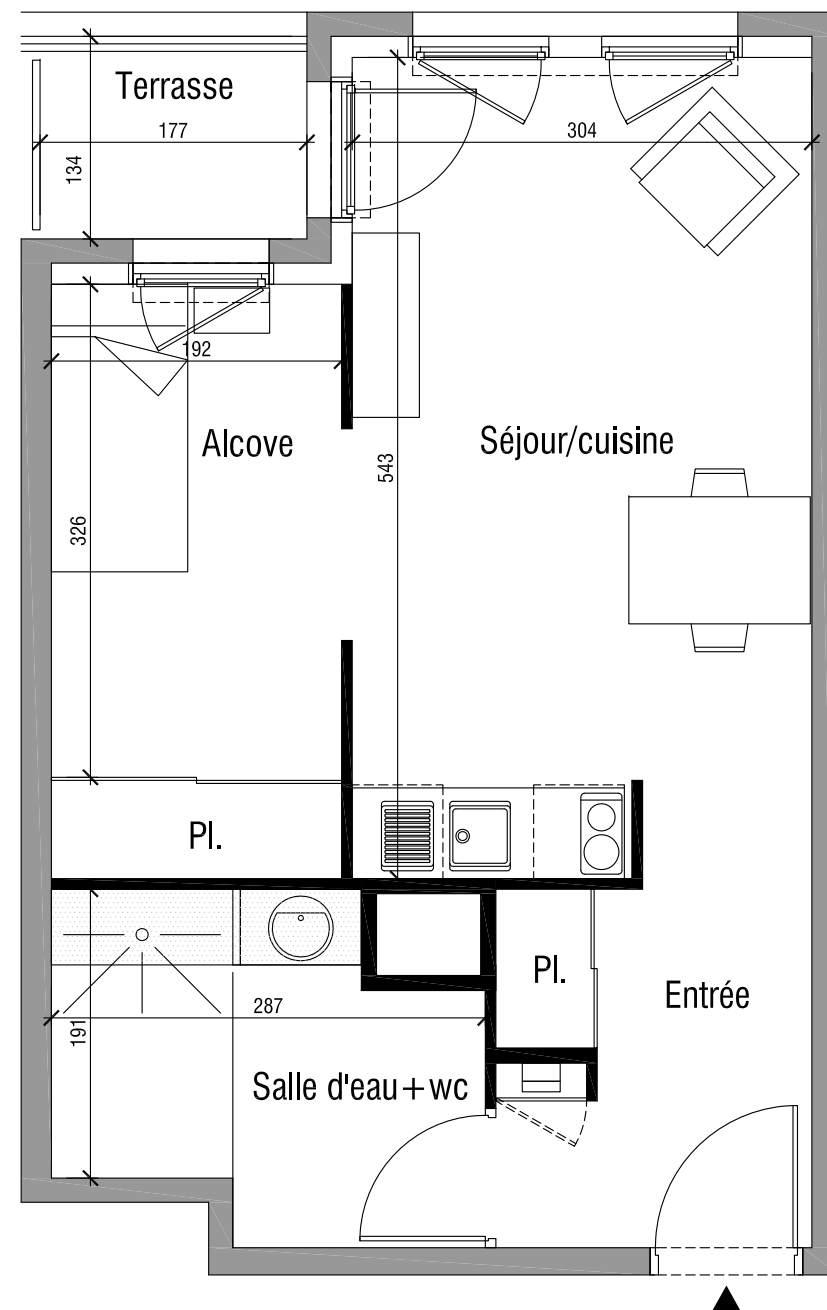 Terrasse
177
304
134
192
Alcove
Séjour/cuisine
543
326
Pl.
Pl.
Entrée
287
191
Salle d'eau+wc